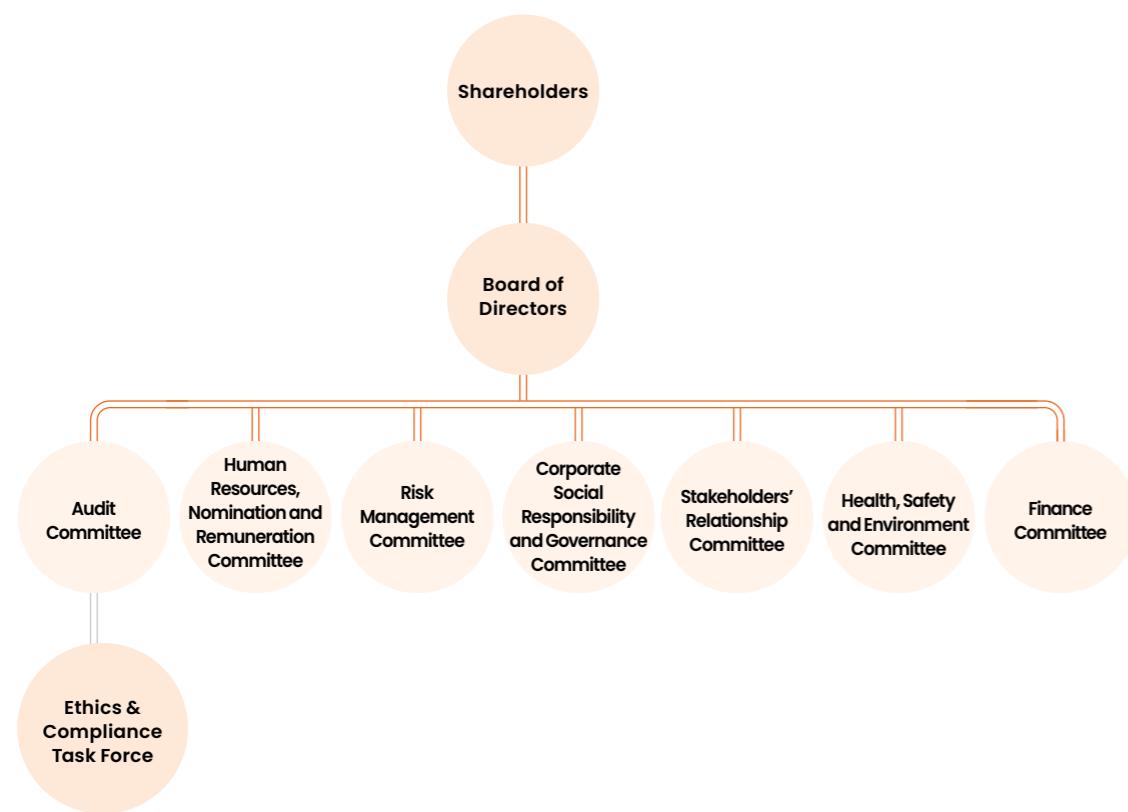 Shareholders
Board of
Directors
Audit
Committee
Human
Resources,
Nomination and
Remuneration
Committee
Risk
Management
Committee
Corporate
Social
Responsibility
and Governance
Committee
Stakeholders’
Relationship
Committee
Health, Safety
and Environment
Committee
Finance
Committee
Ethics &
Compliance
Task Force